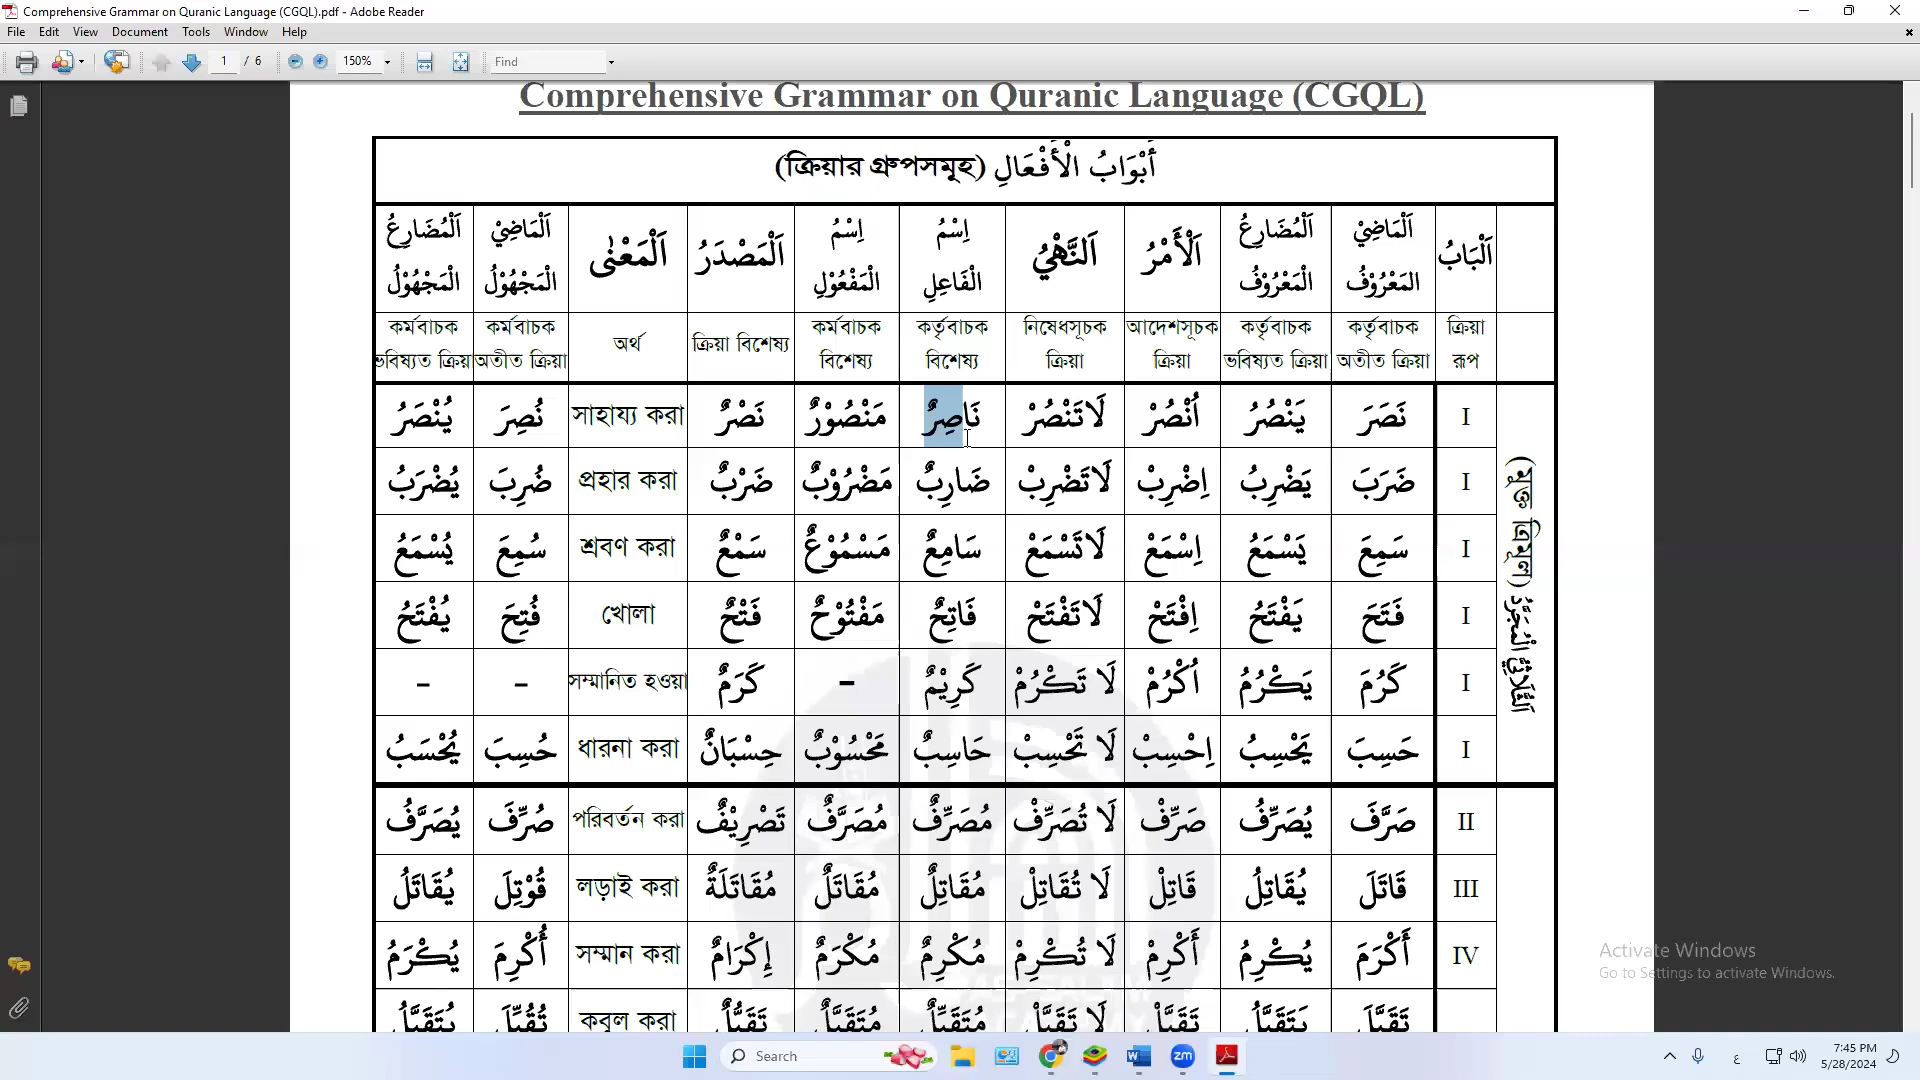 Comprehensive Grammar on Quranic Language (CGQL).pdf - Adobe Reader
File Edit View Document Tools Window Help
1 / 6 150% Find
Comprehensive Grammar on Quranic Language (CGQL)
أَبْوَابُ الْأَفْعَالِ (ক্রিয়ার গ্রুপসমূহ)
اَلْبَابُ اَلْمَاضِيْ المَعْرُوْفُ اَلْمُضَارِعُ الْمَعْرُوْفُ اَلْأَمْرُ اَلنَّهْيُ اِسْمُ الْفَاعِلِ اِسْمُ الْمَفْعُوْلِ اَلْمَصْدَرُ اَلْمَعْنٰى اَلْمَاضِيْ الْمَجْهُوْلُ اَلْمُضَارِعُ الْمَجْهُوْلُ
ক্রিয়া রূপ কর্তৃবাচক অতীত ক্রিয়া কর্তৃবাচক ভবিষ্যত ক্রিয়া আদেশসূচক ক্রিয়া নিষেধসূচক ক্রিয়া কর্তৃবাচক বিশেষ্য কর্মবাচক বিশেষ্য ক্রিয়া বিশেষ্য অর্থ কর্মবাচক অতীত ক্রিয়া কর্মবাচক ভবিষ্যত ক্রিয়া
اَلثُّلَاثِيُّ الْمُجَرَّدُ (মুক্ত ত্রিমূল)
I نَصَرَ يَنْصُرُ اُنْصُرْ لَاتَنْصُرْ نَاصِرٌ مَنْصُوْرٌ نَصْرٌ সাহায্য করা نُصِرَ يُنْصَرُ
I ضَرَبَ يَضْرِبُ اِضْرِبْ لَاتَضْرِبْ ضَارِبٌ مَضْرُوْبٌ ضَرْبٌ প্রহার করা ضُرِبَ يُضْرَبُ
I سَمِعَ يَسْمَعُ اِسْمَعْ لَاتَسْمَعْ سَامِعٌ مَسْمُوْعٌ سَمْعٌ শ্রবণ করা سُمِعَ يُسْمَعُ
I فَتَحَ يَفْتَحُ اِفْتَحْ لَاتَفْتَحْ فَاتِحٌ مَفْتُوْحٌ فَتْحٌ খোলা فُتِحَ يُفْتَحُ
I كَرُمَ يَكْرُمُ اُكْرُمْ لَا تَكْرُمْ كَرِيْمٌ - كَرَمٌ সম্মানিত হওয়া - -
I حَسِبَ يَحْسِبُ اِحْسِبْ لَا تَحْسِبْ حَاسِبٌ مَحْسُوْبٌ حِسْبَانٌ ধারনা করা حُسِبَ يُحْسَبُ
II صَرَّفَ يُصَرِّفُ صَرِّفْ لَا تُصَرِّفْ مُصَرِّفٌ مُصَرَّفٌ تَصْرِيْفٌ পরিবর্তন করা صُرِّفَ يُصَرَّفُ
III قَاتَلَ يُقَاتِلُ قَاتِلْ لَا تُقَاتِلْ مُقَاتِلٌ مُقَاتَلٌ مُقَاتَلَةٌ লড়াই করা قُوْتِلَ يُقَاتَلُ
IV أَكْرَمَ يُكْرِمُ أَكْرِمْ لَا تُكْرِمْ مُكْرِمٌ مُكْرَمٌ إِكْرَامٌ সম্মান করা أُكْرِمَ يُكْرَمُ
تَقَبَّلَ يَتَقَبَّلُ تَقَبَّلْ لَا تَقَبَّلْ مُتَقَبِّلٌ مُتَقَبَّلٌ تَقَبُّلٌ কবুল করা تُقُبِّلَ يُتَقَبَّلُ
Activate Windows
Go to Settings to activate Windows.
Search
zm
ع
7:45 PM
5/28/2024